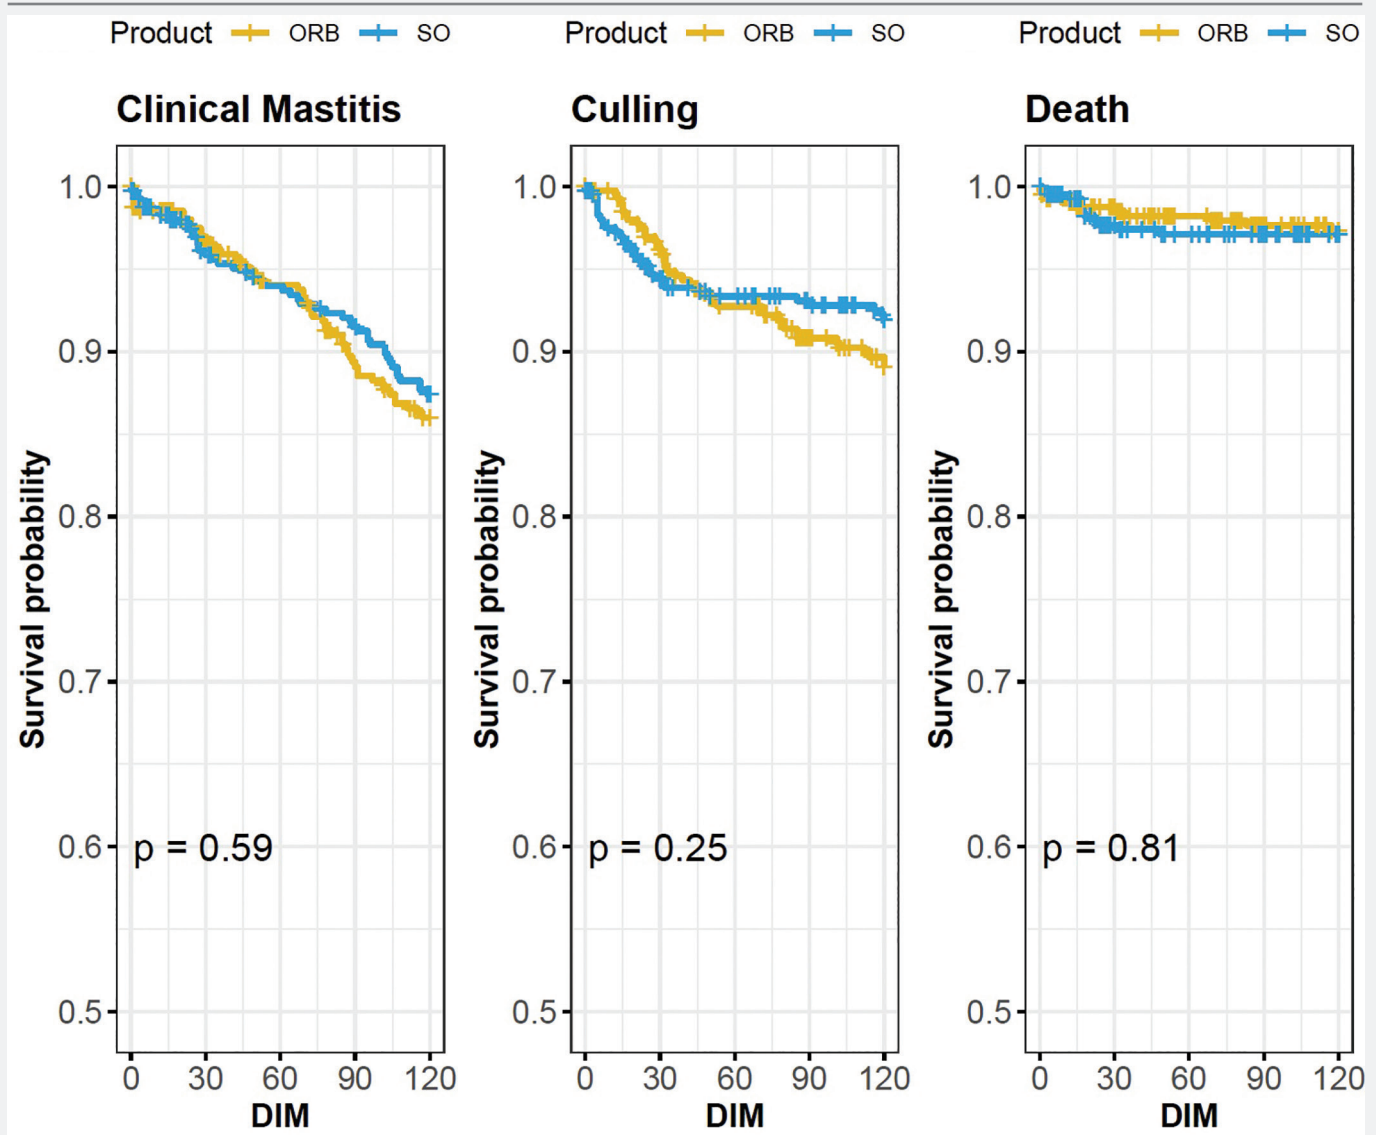 Product ORB SO
Clinical Mastitis
1.0
0.9
0.8
0.7
0.6
0.5
Survival probability
p = 0.59
0 30 60 90 120
DIM
Product ORB SO
Culling
1.0
0.9
0.8
0.7
0.6
0.5
Survival probability
p = 0.25
0 30 60 90 120
DIM
Product ORB SO
Death
1.0
0.9
0.8
0.7
0.6
0.5
Survival probability
p = 0.81
0 30 60 90 120
DIM